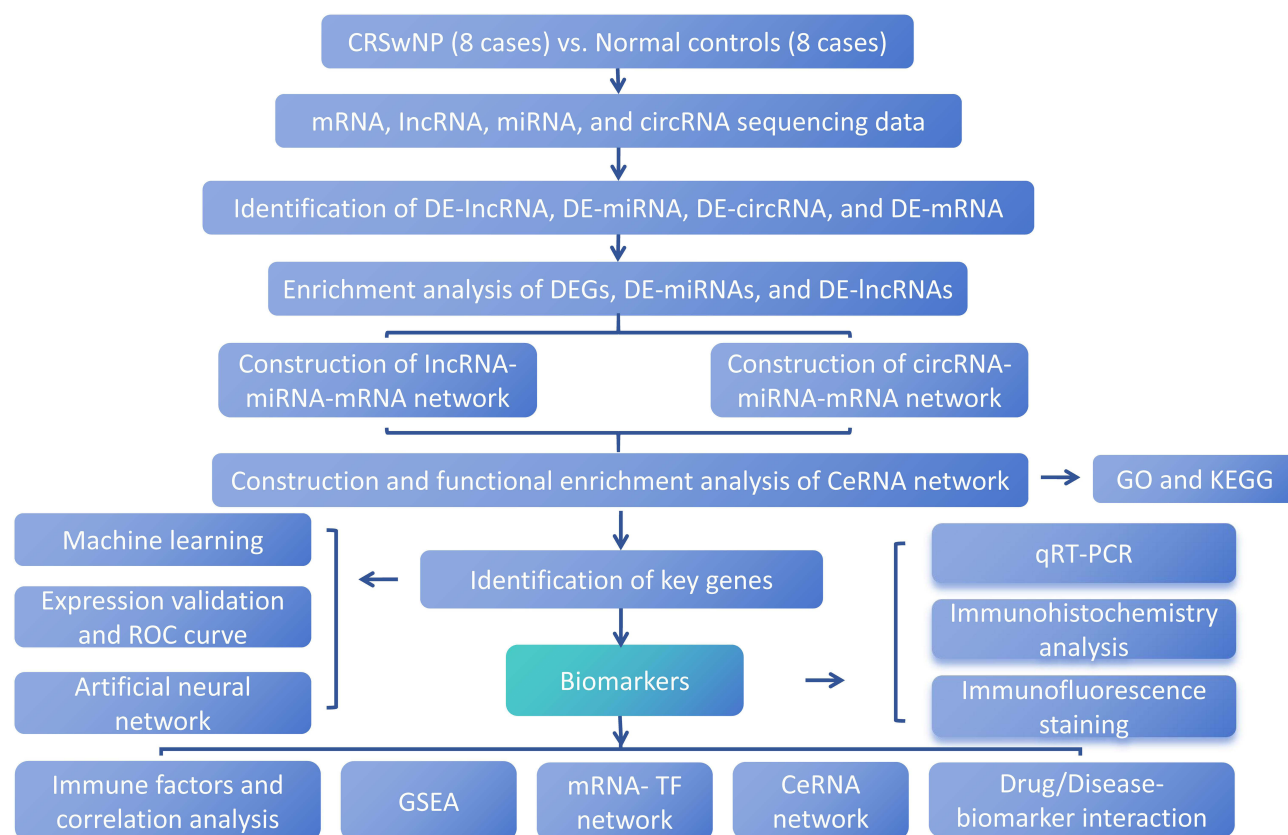 CRSwNP (8 cases) vs. Normal controls (8 cases)
mRNA, lncRNA, miRNA, and circRNA sequencing data
Identification of DE-lncRNA, DE-miRNA, DE-circRNA, and DE-mRNA
Enrichment analysis of DEGs, DE-miRNAs, and DE-lncRNAs
Construction of lncRNA-
miRNA-mRNA network
Construction of circRNA-
miRNA-mRNA network
Construction and functional enrichment analysis of CeRNA network
GO and KEGG
Machine learning
Expression validation
and ROC curve
Artificial neural
network
Identification of key genes
Biomarkers
qRT-PCR
Immunohistochemistry
analysis
Immunofluorescence
staining
Immune factors and
correlation analysis
GSEA
mRNA- TF
network
CeRNA
network
Drug/Disease-
biomarker interaction